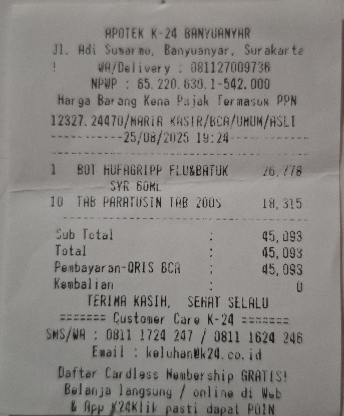 APOTEK K-24 BANYUANYAR
Jl. Adi Sumarmo, Banyuanyar, Surakarta
!  WA/Delivery : 081127009736
NPWP : 65.220.630.1-542.000
Harga Barang Kena Pajak Termasuk PPN
12327.24470/MARIA KASIR/BCA/UMUM/ASLI
-----------25/08/2025 19:24-----------
1  BOT HUFAGRIPP FLU&BATUK  26,778
SYR 60ML
10  TAB PARATUSIN TAB 200S  18,315
Sub Total : 45,093
Total : 45,093
Pembayaran-QRIS BCA : 45,093
Kembalian : 0
TERIMA KASIH, SEHAT SELALU
======= Customer Care K-24 =======
SMS/WA : 0811 1724 247 / 0811 1624 246
Email : keluhan@k24.co.id
Daftar Cardless Membership GRATIS!
Belanja langsung / online di Web
& App K24Klik pasti dapat POIN